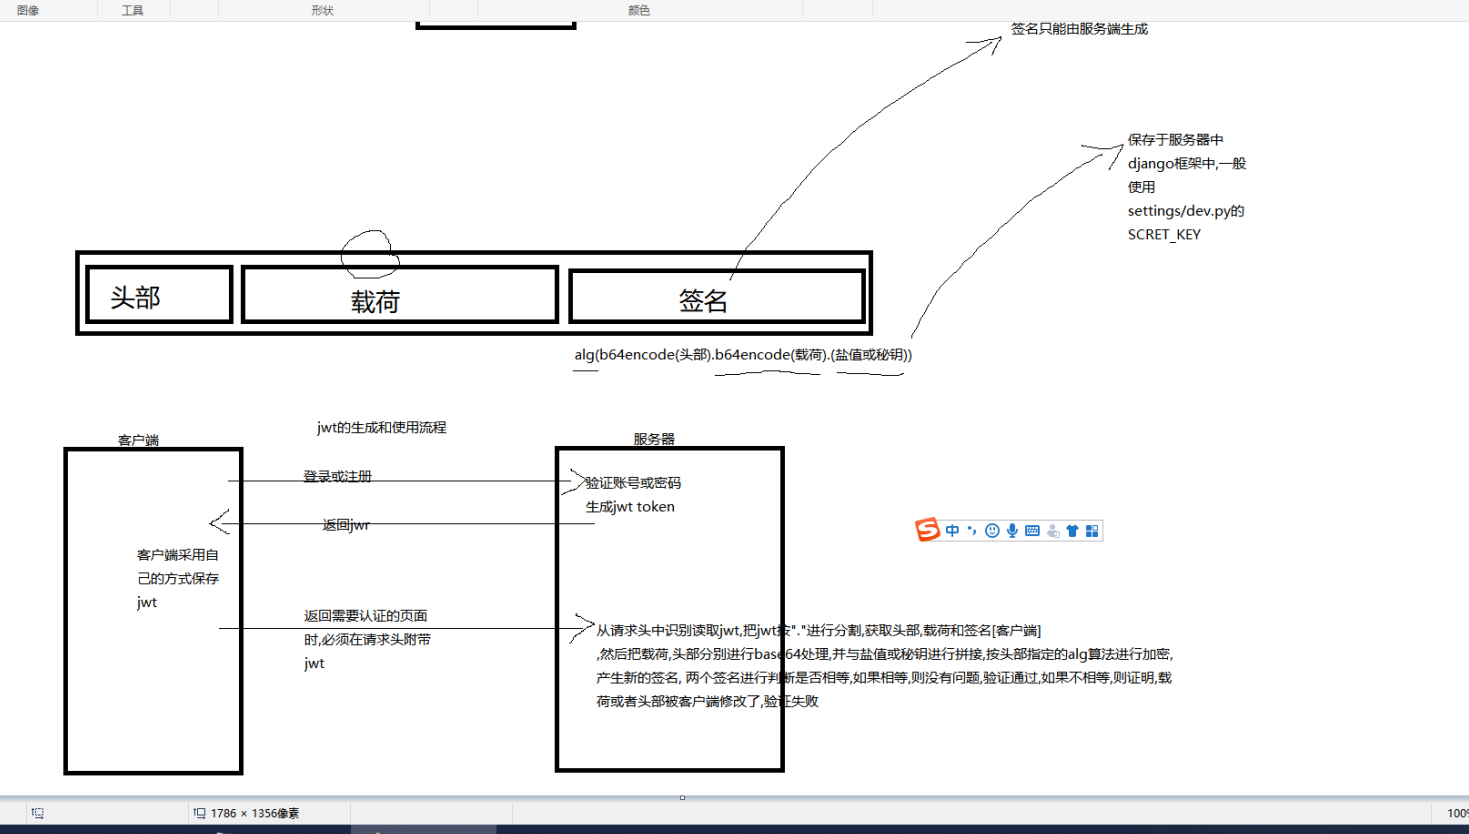 图像 工具 形状 颜色
签名只能由服务端生成
保存于服务器中
django框架中,一般
使用
settings/dev.py的
SCRET_KEY
头部 载荷 签名
alg(b64encode(头部).b64encode(载荷).(盐值或秘钥))
jwt的生成和使用流程
客户端 服务器
登录或注册
验证账号或密码
生成jwt token
返回jwr
客户端采用自
己的方式保存
jwt
返回需要认证的页面
时,必须在请求头附带
jwt
从请求头中识别读取jwt,把jwt按"."进行分割,获取头部,载荷和签名[客户端]
,然后把载荷,头部分别进行base64处理,并与盐值或秘钥进行拼接,按头部指定的alg算法进行加密,
产生新的签名, 两个签名进行判断是否相等,如果相等,则没有问题,验证通过,如果不相等,则证明,载
荷或者头部被客户端修改了,验证失败
中
1786 × 1356像素
100%